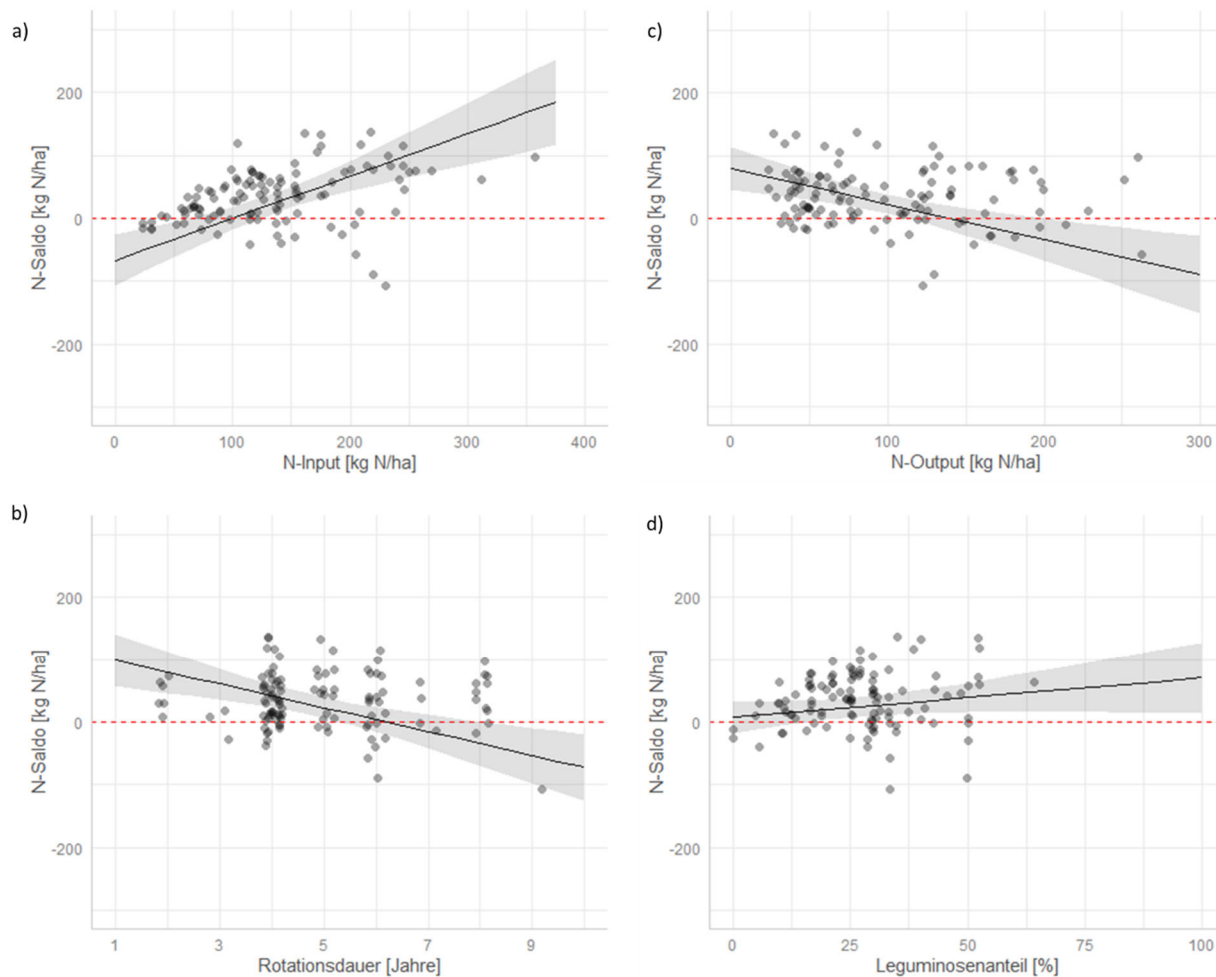 a)
N-Saldo [kg N/ha]
200
0
-200
0 100 200 300 400
N-Input [kg N/ha]
c)
N-Saldo [kg N/ha]
200
0
-200
0 100 200 300
N-Output [kg N/ha]
b)
N-Saldo [kg N/ha]
200
0
-200
1 3 5 7 9
Rotationsdauer [Jahre]
d)
N-Saldo [kg N/ha]
200
0
-200
0 25 50 75 100
Leguminosenanteil [%]